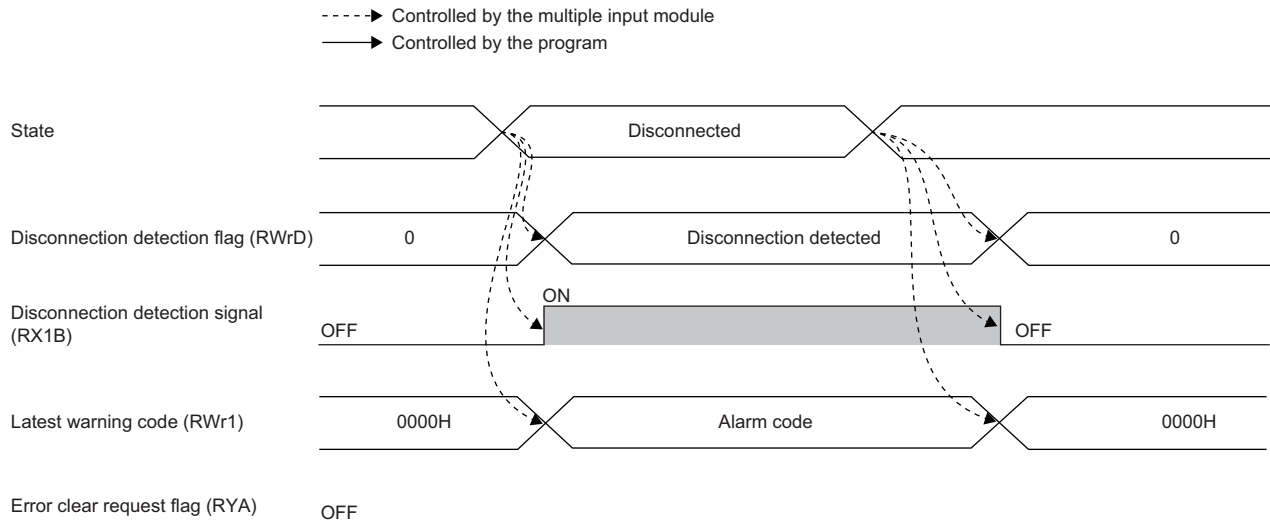 Controlled by the multiple input module
Controlled by the program
State
Disconnected
Disconnection detection flag (RWrD)
0
Disconnection detected
0
Disconnection detection signal
(RX1B)
OFF
ON
OFF
Latest warning code (RWr1)
0000H
Alarm code
0000H
Error clear request flag (RYA)
OFF